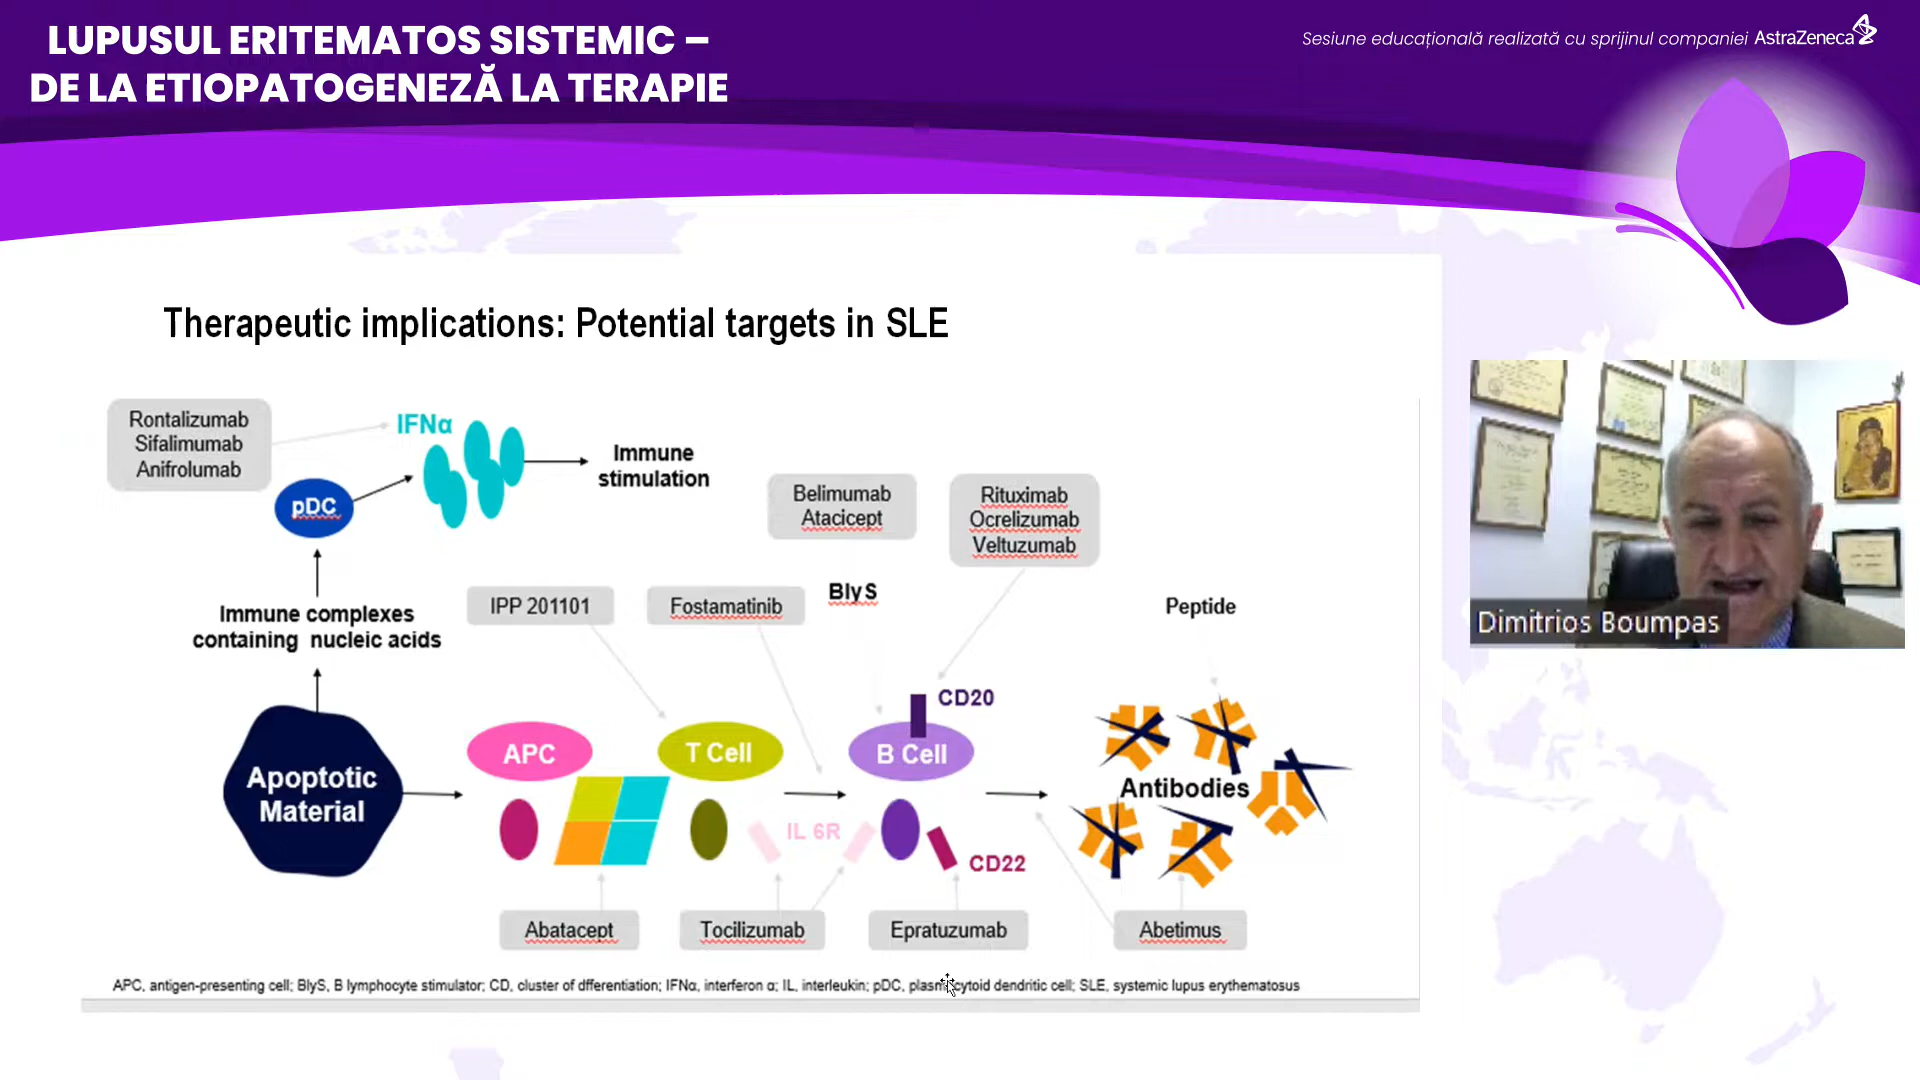 LUPUSUL ERITEMATOS SISTEMIC –
DE LA ETIOPATOGENEZĂ LA TERAPIE
Sesiune educațională realizată cu sprijinul companiei AstraZeneca
Therapeutic implications: Potential targets in SLE
Rontalizumab
Sifalimumab
Anifrolumab
IFNα
Immune
stimulation
pDC
Belimumab
Atacicept
Rituximab
Ocrelizumab
Veltuzumab
Immune complexes
containing nucleic acids
IPP 201101
Fostamatinib
BlyS
Peptide
Dimitrios Boumpas
CD20
Apoptotic
Material
APC
T Cell
B Cell
Antibodies
IL 6R
CD22
Abatacept
Tocilizumab
Epratuzumab
Abetimus
APC, antigen-presenting cell; BlyS, B lymphocyte stimulator; CD, cluster of dfferentiation; IFNα, interferon α; IL, interleukin; pDC, plasmacytoid dendritic cell; SLE, systemic lupus erythematosus